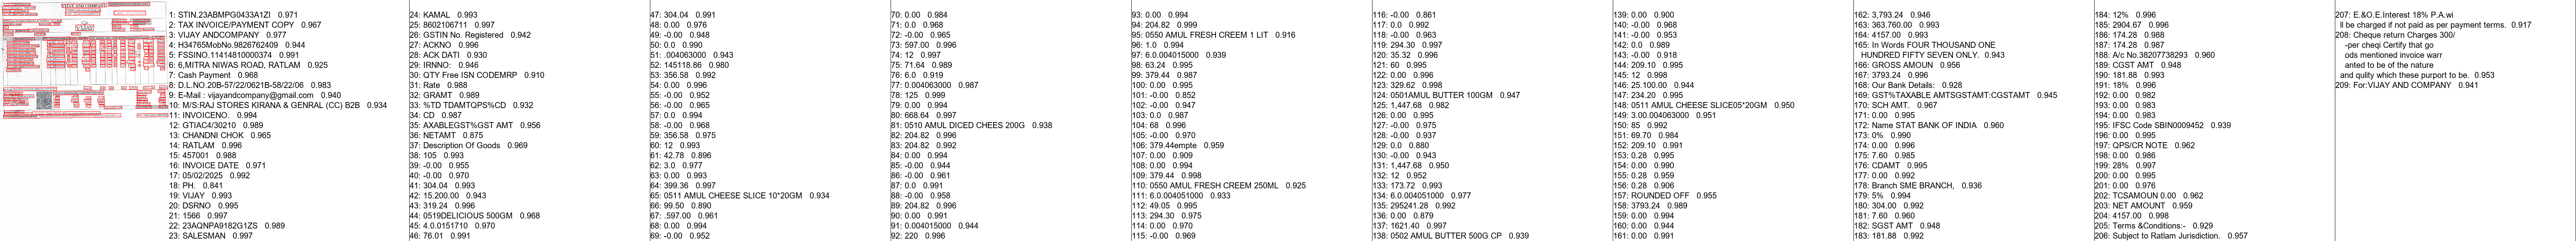 1: STIN.23ABMPG0433A1ZI 0.971
2: TAX INVOICE/PAYMENT COPY 0.967
3: VIJAY ANDCOMPANY 0.977
4: H34765MobNo.9826762409 0.944
5: FSSINO.11414810000374 0.991
6: 6,MITRA NIWAS ROAD, RATLAM 0.925
7: Cash Payment 0.968
8: D.L.NO.20B-57/22/0621B-58/22/06 0.983
9: E-Mail : vijayandcompany@gmail.com 0.940
10: M/S:RAJ STORES KIRANA & GENRAL (CC) B2B 0.934
11: INVOICENO. 0.994
12: GTIAC4/30210 0.989
13: CHANDNI CHOK 0.965
14: RATLAM 0.996
15: 457001 0.988
16: INVOICE DATE 0.971
17: 05/02/2025 0.992
18: PH. 0.841
19: VIJAY 0.993
20: DSRNO 0.995
21: 1566 0.997
22: 23AQNPA9182G1ZS 0.989
23: SALESMAN 0.997
24: KAMAL 0.993
25: 8602106711 0.997
26: GSTIN No. Registered 0.942
27: ACKNO 0.996
28: ACK DATI 0.930
29: IRNNO: 0.946
30: QTY Free ISN CODEMRP 0.910
31: Rate 0.988
32: GRAMT 0.989
33: %TD TDAMTQPS%CD 0.932
34: CD 0.987
35: AXABLEGST%GST AMT 0.956
36: NETAMT 0.875
37: Description Of Goods 0.969
38: 105 0.993
39: -0.00 0.955
40: -0.00 0.970
41: 304.04 0.993
42: 15.200.00 0.943
43: 319.24 0.996
44: 0519DELICIOUS 500GM 0.968
45: 4.0.0151710 0.970
46: 76.01 0.991
47: 304.04 0.991
48: 0.00 0.976
49: -0.00 0.948
50: 0.0 0.990
51: .004063000 0.943
52: 145118.86 0.980
53: 356.58 0.992
54: 0.00 0.996
55: -0.00 0.952
56: -0.00 0.965
57: 0.0 0.994
58: -0.00 0.968
59: 356.58 0.975
60: 12 0.993
61: 42.78 0.896
62: 3.0 0.977
63: 0.00 0.993
64: 399.36 0.997
65: 0511 AMUL CHEESE SLICE 10*20GM 0.934
66: 99.50 0.890
67: .597.00 0.961
68: 0.00 0.994
69: -0.00 0.952
70: 0.00 0.984
71: 0.0 0.968
72: -0.00 0.965
73: 597.00 0.996
74: 12 0.997
75: 71.64 0.989
76: 6.0 0.919
77: 0.004063000 0.987
78: 125 0.999
79: 0.00 0.994
80: 668.64 0.997
81: 0510 AMUL DICED CHEES 200G 0.938
82: 204.82 0.996
83: 204.82 0.992
84: 0.00 0.994
85: -0.00 0.944
86: -0.00 0.961
87: 0.0 0.991
88: -0.00 0.958
89: 204.82 0.996
90: 0.00 0.991
91: 0.004015000 0.944
92: 220 0.996
93: 0.00 0.994
94: 204.82 0.999
95: 0550 AMUL FRESH CREEM 1 LIT 0.916
96: 1.0 0.994
97: 6.0.004015000 0.939
98: 63.24 0.995
99: 379.44 0.987
100: 0.00 0.995
101: -0.00 0.852
102: -0.00 0.947
103: 0.0 0.987
104: 68 0.996
105: -0.00 0.970
106: 379.44empte 0.959
107: 0.00 0.909
108: 0.00 0.994
109: 379.44 0.998
110: 0550 AMUL FRESH CREEM 250ML 0.925
111: 6.0.004051000 0.933
112: 49.05 0.995
113: 294.30 0.975
114: 0.00 0.994
115: -0.00 0.969
116: -0.00 0.861
117: 0.0 0.992
118: -0.00 0.963
119: 294.30 0.997
120: 35.32 0.996
121: 60 0.995
122: 0.00 0.996
123: 329.62 0.998
124: 0501AMUL BUTTER 100GM 0.947
125: 1,447.68 0.982
126: 0.00 0.995
127: -0.00 0.975
128: -0.00 0.937
129: 0.0 0.880
130: -0.00 0.943
131: 1,447.68 0.950
132: 12 0.952
133: 173.72 0.993
134: 6.0.004051000 0.977
135: 295241.28 0.992
136: 0.00 0.879
137: 1621.40 0.997
138: 0502 AMUL BUTTER 500G CP 0.939
139: 0.00 0.900
140: -0.00 0.968
141: -0.00 0.953
142: 0.0 0.989
143: -0.00 0.918
144: 209.10 0.995
145: 12 0.998
146: 25.100.00 0.944
147: 234.20 0.995
148: 0511 AMUL CHEESE SLICE05*20GM 0.950
149: 3.00.004063000 0.951
150: 85 0.992
151: 69.70 0.984
152: 209.10 0.991
153: 0.28 0.995
154: 0.00 0.990
155: 0.28 0.959
156: 0.28 0.906
157: ROUNDED OFF 0.955
158: 3793.24 0.989
159: 0.00 0.994
160: 0.00 0.944
161: 0.00 0.991
162: 3,793.24 0.946
163: 363.760.00 0.993
164: 4157.00 0.993
165: In Words FOUR THOUSAND ONE
HUNDRED FIFTY SEVEN ONLY. 0.943
166: GROSS AMOUN 0.956
167: 3793.24 0.996
168: Our Bank Details: 0.928
169: GST%TAXABLE AMTSGSTAMT:CGSTAMT 0.945
170: SCH AMT. 0.967
171: 0.00 0.995
172: Name STAT BANK OF INDIA 0.960
173: 0% 0.990
174: 0.00 0.996
175: 7.60 0.985
176: CDAMT 0.995
177: 0.00 0.992
178: Branch SME BRANCH, 0.936
179: 5% 0.994
180: 0.00 0.992
181: 7.60 0.960
182: SGST AMT 0.948
183: 181.88 0.992
184: 12% 0.996
185: 2904.67 0.996
186: 174.28 0.988
187: 174.28 0.987
188: A/c No.38207738293 0.960
189: CGST AMT 0.948
190: 181.88 0.993
191: 18% 0.996
192: 0.00 0.982
193: 0.00 0.983
194: 0.00 0.983
195: IFSC Code SBIN0009452 0.939
196: 0.00 0.995
197: QPS/CR NOTE 0.962
198: 0.00 0.986
199: 28% 0.997
200: 0.00 0.995
201: 0.00 0.976
202: TCSAMOUN 0.00 0.962
203: NET AMOUNT 0.959
204: 4157.00 0.998
205: Terms &Conditions:- 0.929
206: Subject to Ratlam Jurisdiction. 0.957
207: E.&O.E.Interest 18% P.A.wi
ll be charged if not paid as per payment terms. 0.917
208: Cheque return Charges 300/
-per cheqi Certify that go
ods mentioned invoice warr
anted to be of the nature
and qulity which these purport to be. 0.953
209: For:VIJAY AND COMPANY 0.941